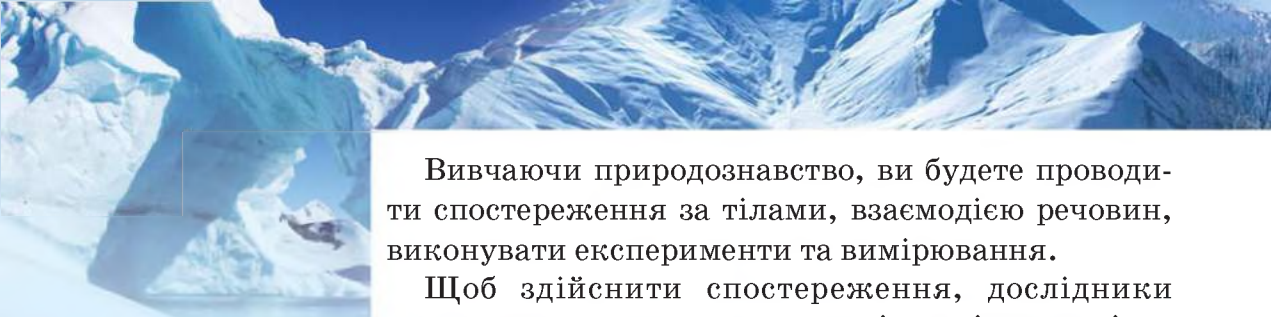 Вивчаючи природознавство, ви будете проводи-
ти спостереження за тілами, взаємодією речовин,
виконувати експерименти та вимірювання.
Щоб здійснити спостереження, дослідники